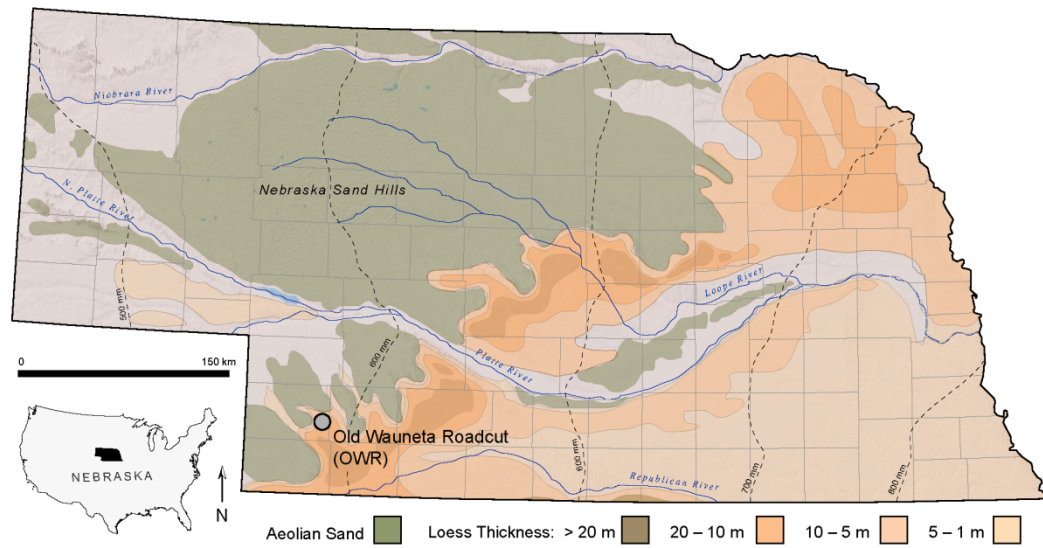 Niobrara River
Nebraska Sand Hills
N. Platte River
Loope River
500 mm
600 mm
Platte River
0 150 km
Old Wauneta Roadcut
(OWR)
600 mm
700 mm
800 mm
Republican River
NEBRASKA
N
Aeolian Sand Loess Thickness: > 20 m 20 – 10 m 10 – 5 m 5 – 1 m